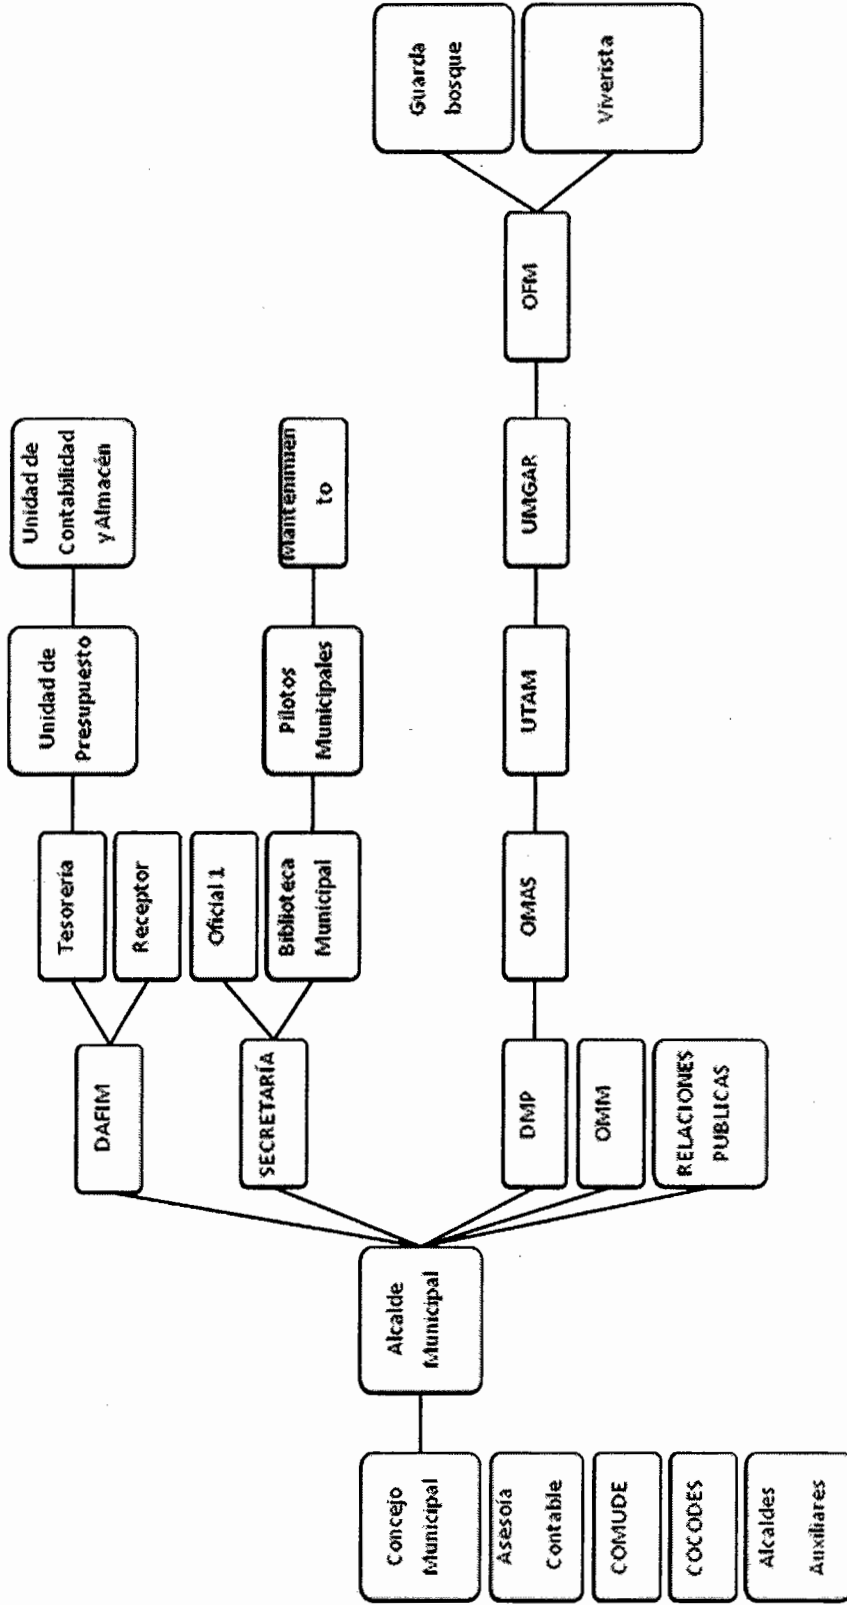 Concejo
Municipal
Asesoía
Contable
COMUDE
COCODES
Alcaldes
Auxiliares
Alcalde
Municipal
DAFIM
SECRETARÍA
DMP
OMM
RELACIONES
PUBLICAS
Tesorería
Receptor
Oficial 1
Biblioteca
Municipal
OMAS
Unidad de
Presupuesto
Pilotos
Municipales
UTAM
Unidad de
Contabilidad
y Almacén
Mantenimien
to
UMGAR
OFM
Guarda
bosque
Viverista